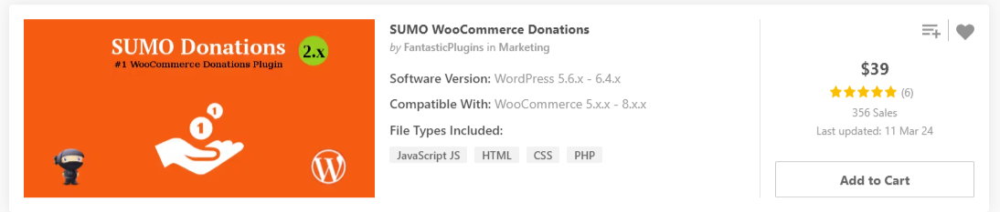 SUMO Donations
2.x
#1 WooCommerce Donations Plugin
1
1
SUMO WooCommerce Donations
by FantasticPlugins in Marketing
Software Version: WordPress 5.6.x - 6.4.x
Compatible With: WooCommerce 5.x.x - 8.x.x
File Types Included:
JavaScript JS HTML CSS PHP
$39
(6)
356 Sales
Last updated: 11 Mar 24
Add to Cart